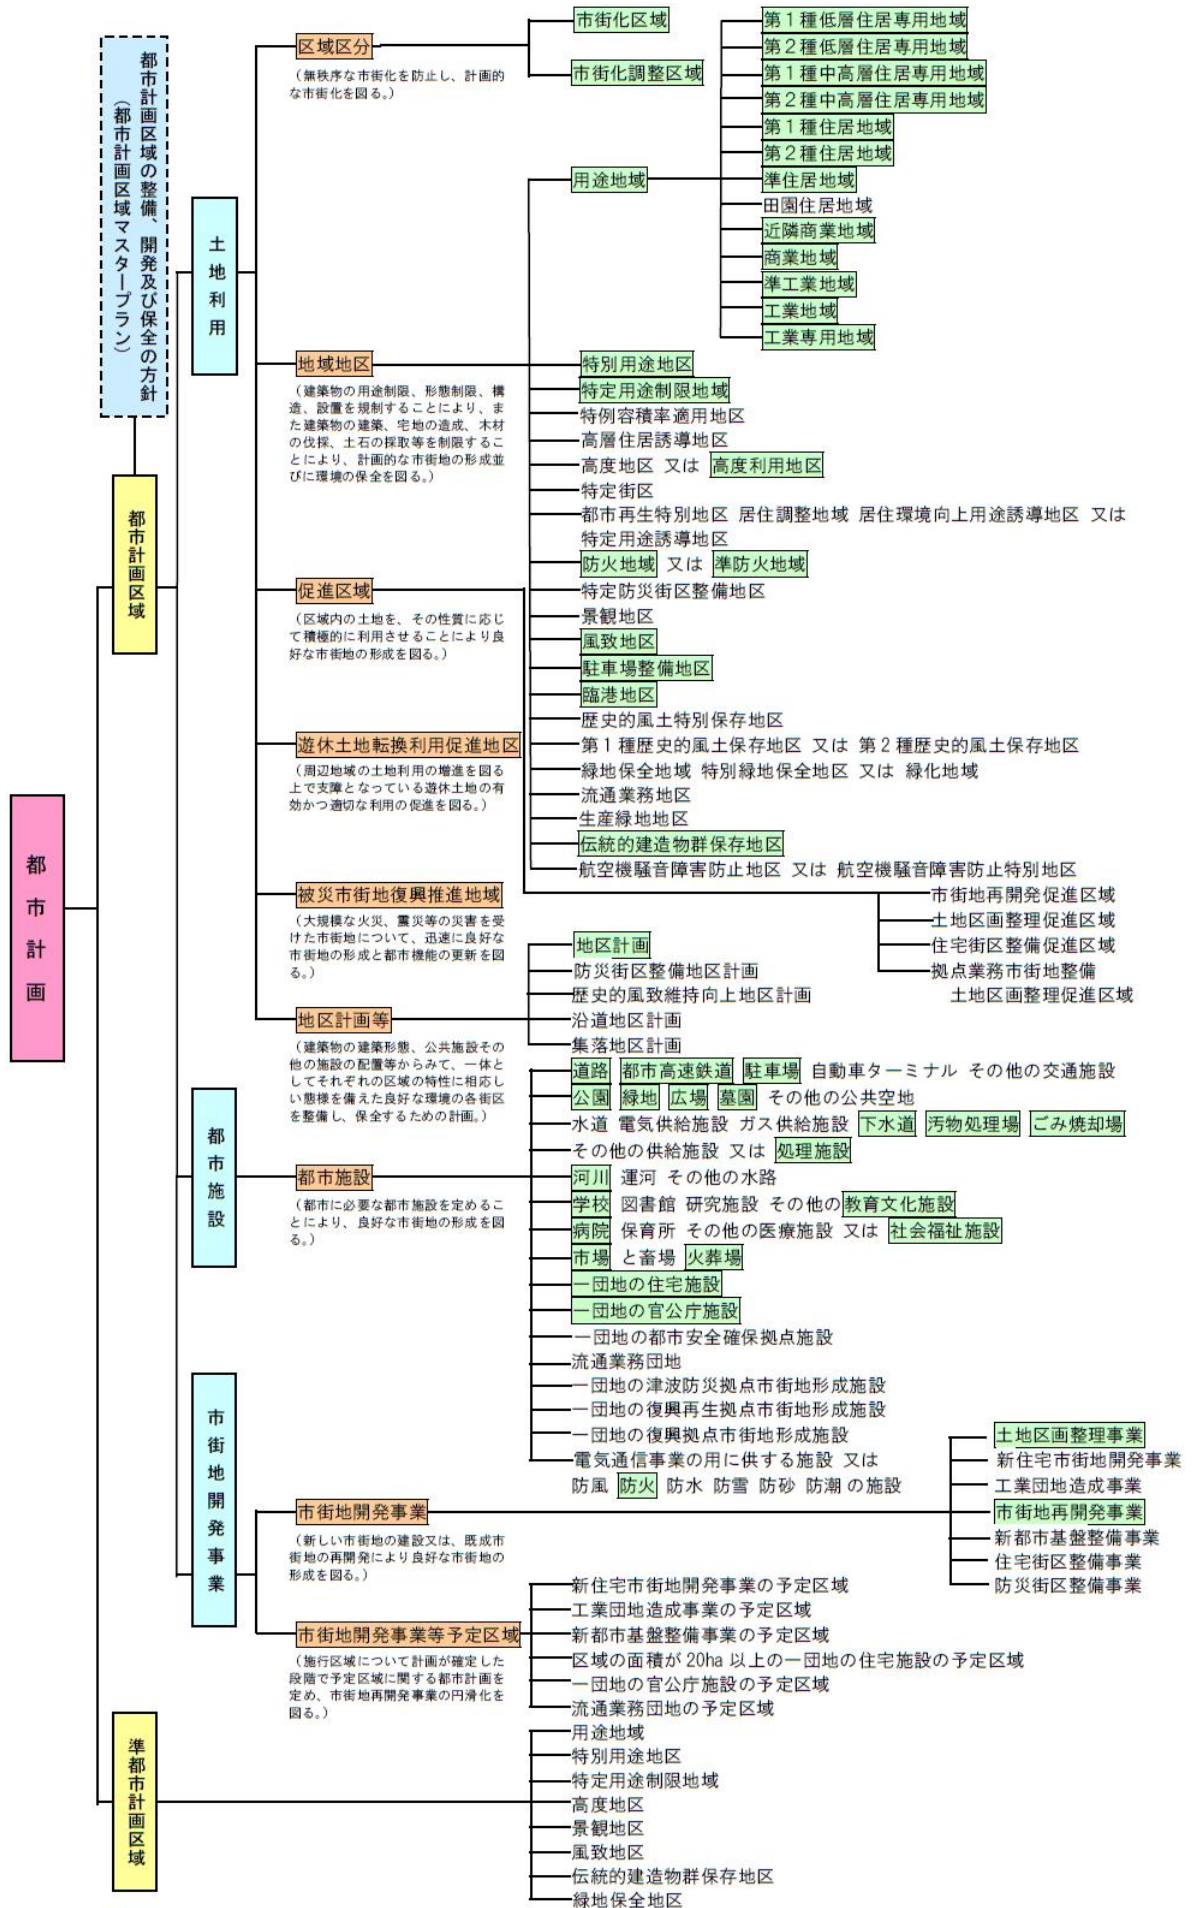 都市計画
都市計画区域の整備、開発及び保全の方針
（都市計画区域マスタープラン）
都市計画区域
土地利用
区域区分
（無秩序な市街化を防止し、計画的
な市街化を図る。）
市街化区域
市街化調整区域
地域地区
（建築物の用途制限、形態制限、構
造、設置を規制することにより、ま
た建築物の建築、宅地の造成、木材
の伐採、土石の採取等を制限するこ
とにより、計画的な市街地の形成並
びに環境の保全を図る。）
用途地域
第１種低層住居専用地域
第２種低層住居専用地域
第１種中高層住居専用地域
第２種中高層住居専用地域
第１種住居地域
第２種住居地域
準住居地域
田園住居地域
近隣商業地域
商業地域
準工業地域
工業地域
工業専用地域
特別用途地区
特定用途制限地域
特例容積率適用地区
高層住居誘導地区
高度地区 又は 高度利用地区
特定街区
都市再生特別地区 居住調整地域 居住環境向上用途誘導地区 又は
特定用途誘導地区
防火地域 又は 準防火地域
特定防災街区整備地区
景観地区
風致地区
駐車場整備地区
臨港地区
歴史的風土特別保存地区
第１種歴史的風土保存地区 又は 第２種歴史的風土保存地区
緑地保全地域 特別緑地保全地区 又は 緑化地域
流通業務地区
生産緑地地区
伝統的建造物群保存地区
航空機騒音障害防止地区 又は 航空機騒音障害防止特別地区
促進区域
（区域内の土地を、その性質に応じ
て積極的に利用させることにより良
好な市街地の形成を図る。）
市街地再開発促進区域
土地区画整理促進区域
住宅街区整備促進区域
拠点業務市街地整備
土地区画整理促進区域
遊休土地転換利用促進地区
（周辺地域の土地利用の増進を図る
上で支障となっている遊休土地の有
効かつ適切な利用の促進を図る。）
被災市街地復興推進地域
（大規模な火災、震災等の災害を受
けた市街地について、迅速に良好な
市街地の形成と都市機能の更新を図
る。）
地区計画等
（建築物の建築形態、公共施設その
他の施設の配置等からみて、一体と
してそれぞれの区域の特性に相応し
い態様を備えた良好な環境の各街区
を整備し、保全するための計画。）
地区計画
防災街区整備地区計画
歴史的風致維持向上地区計画
沿道地区計画
集落地区計画
都市施設
都市施設
（都市に必要な都市施設を定めるこ
とにより、良好な市街地の形成を図
る。）
道路 都市高速鉄道 駐車場 自動車ターミナル その他の交通施設
公園 緑地 広場 墓園 その他の公共空地
水道 電気供給施設 ガス供給施設 下水道 汚物処理場 ごみ焼却場
その他の供給施設 又は 処理施設
河川 運河 その他の水路
学校 図書館 研究施設 その他の教育文化施設
病院 保育所 その他の医療施設 又は 社会福祉施設
市場 と畜場 火葬場
一団地の住宅施設
一団地の官公庁施設
一団地の都市安全確保拠点施設
流通業務団地
一団地の津波防災拠点市街地形成施設
一団地の復興再生拠点市街地形成施設
一団地の復興拠点市街地形成施設
電気通信事業の用に供する施設 又は
防風 防火 防水 防雪 防砂 防潮 の施設
市街地開発事業
市街地開発事業
（新しい市街地の建設又は、既成市
街地の再開発により良好な市街地の
形成を図る。）
土地区画整理事業
新住宅市街地開発事業
工業団地造成事業
市街地再開発事業
新都市基盤整備事業
住宅街区整備事業
防災街区整備事業
市街地開発事業等予定区域
（施行区域について計画が確定した
段階で予定区域に関する都市計画を
定め、市街地再開発事業の円滑化を
図る。）
新住宅市街地開発事業の予定区域
工業団地造成事業の予定区域
新都市基盤整備事業の予定区域
区域の面積が 20ha 以上の一団地の住宅施設の予定区域
一団地の官公庁施設の予定区域
流通業務団地の予定区域
準都市計画区域
用途地域
特別用途地区
特定用途制限地域
高度地区
景観地区
風致地区
伝統的建造物群保存地区
緑地保全地区